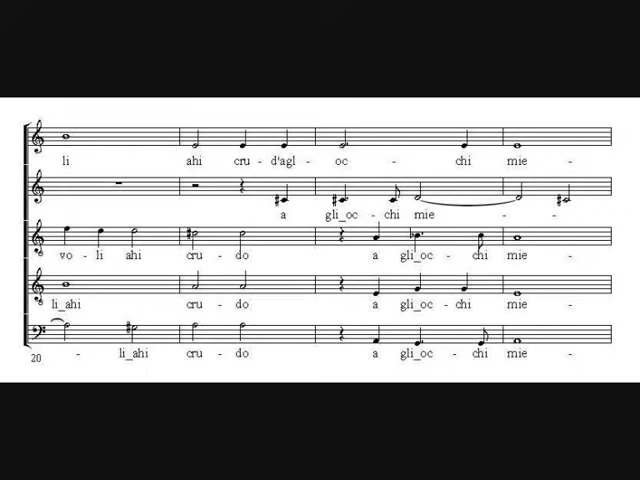 li ahi cru - d'agl - oc - chi mie -
a gli_oc - chi mie - -
vo - li ahi cru - do a gli_oc - chi mie -
li_ahi cru - do a gli_oc - chi mie -
- li_ahi cru - do a gli_oc - chi mie -
20